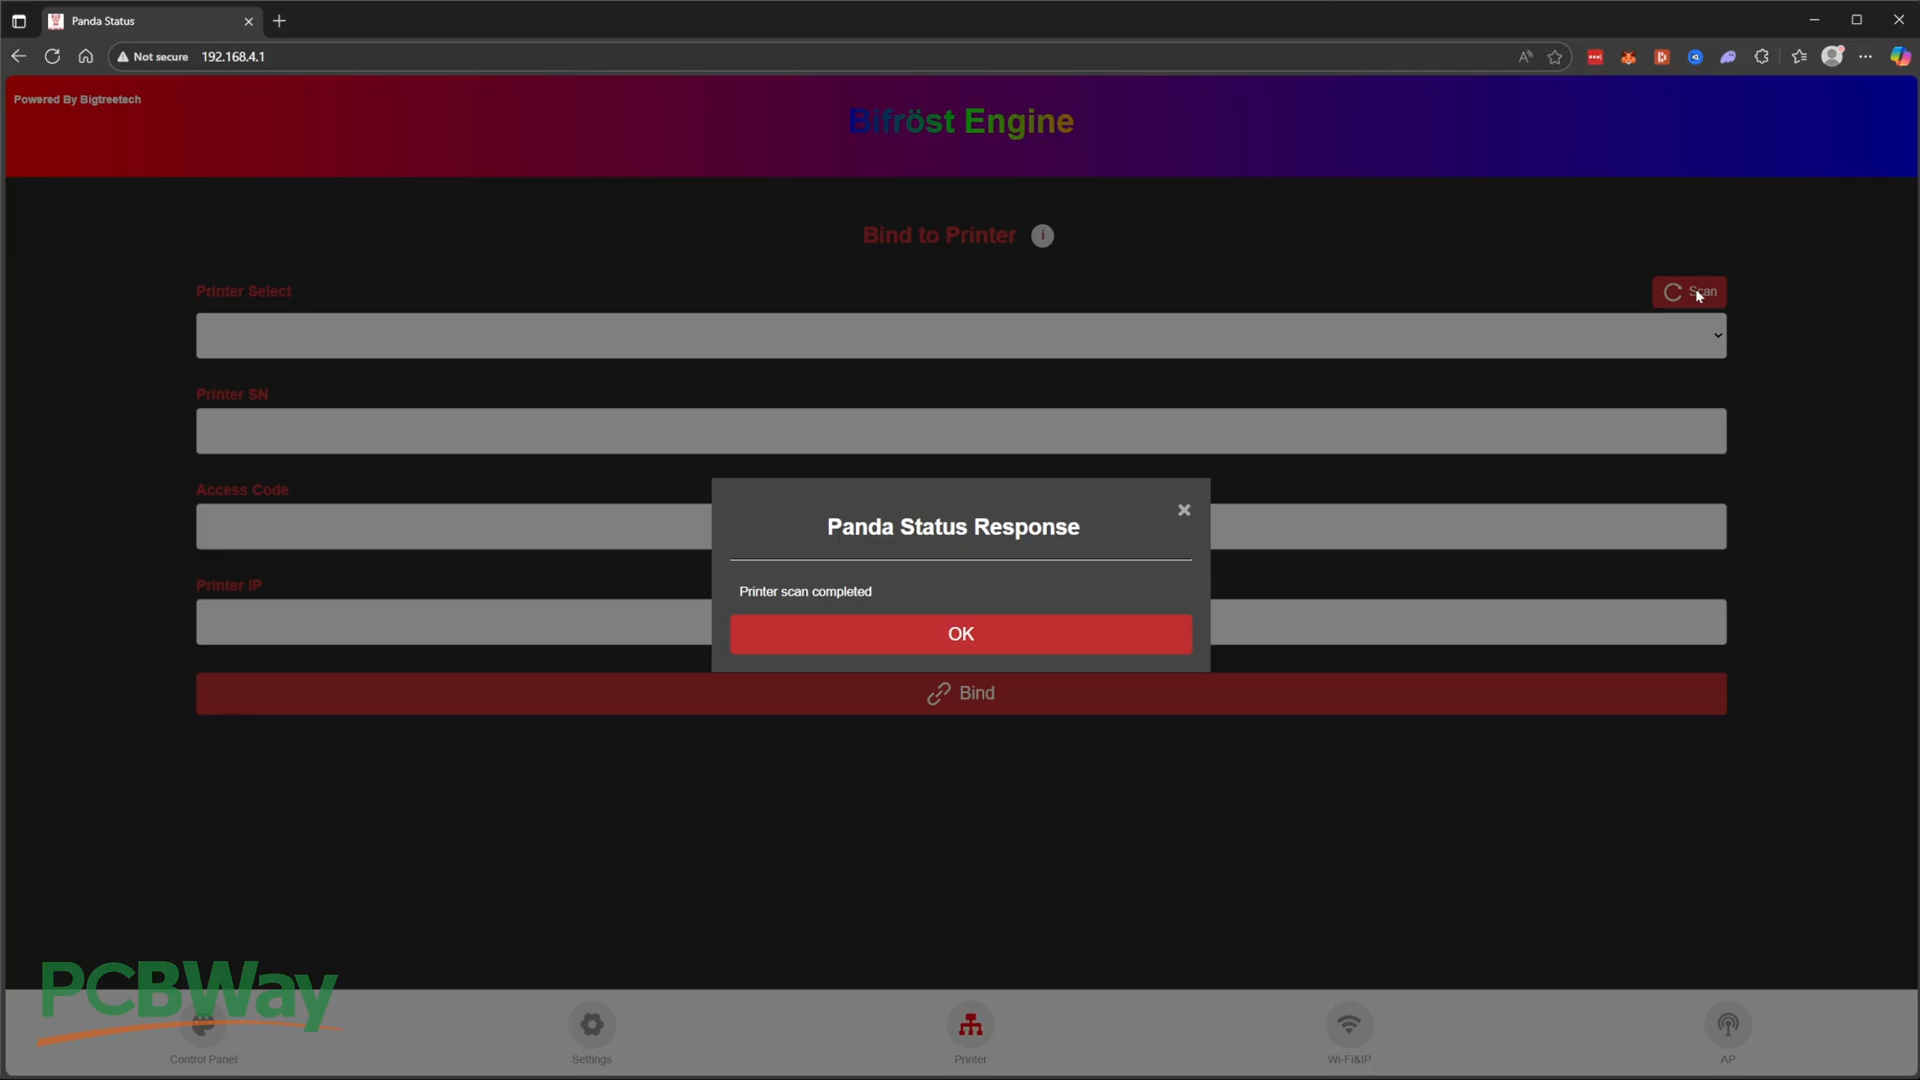 Panda Status
Not secure
192.168.4.1
Powered By Bigtreetech
Bifröst Engine
Bind to Printer
Printer Select
Scan
Printer SN
Access Code
Panda Status Response
Printer IP
Printer scan completed
OK
Bind
PCBWay
Control Panel
Settings
Printer
Wi-Fi&IP
AP